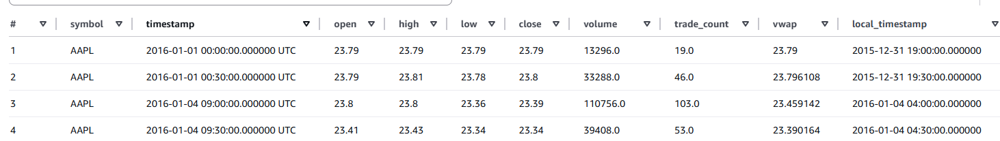 # symbol timestamp open high low close volume trade_count vwap local_timestamp
1 AAPL 2016-01-01 00:00:00.000000 UTC 23.79 23.79 23.79 23.79 13296.0 19.0 23.79 2015-12-31 19:00:00.000000
2 AAPL 2016-01-01 00:30:00.000000 UTC 23.79 23.81 23.78 23.8 33288.0 46.0 23.796108 2015-12-31 19:30:00.000000
3 AAPL 2016-01-04 09:00:00.000000 UTC 23.8 23.8 23.36 23.39 110756.0 103.0 23.459142 2016-01-04 04:00:00.000000
4 AAPL 2016-01-04 09:30:00.000000 UTC 23.41 23.43 23.34 23.34 39408.0 53.0 23.390164 2016-01-04 04:30:00.000000